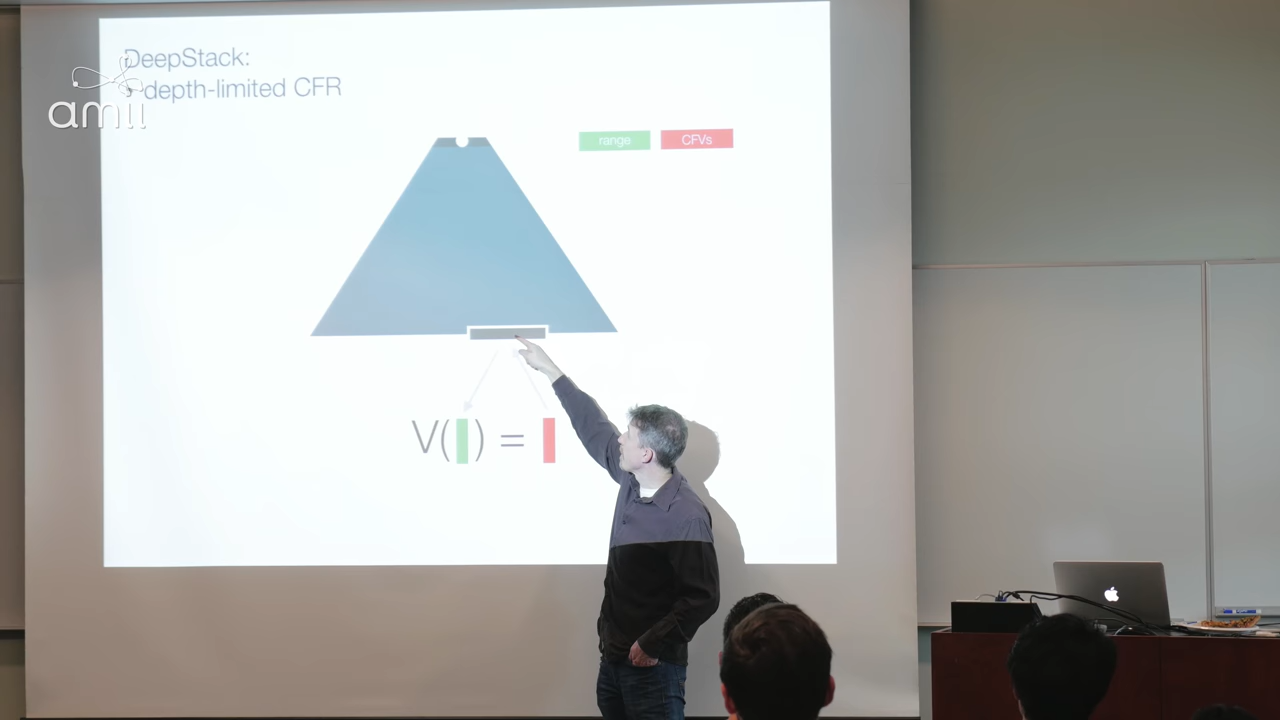 DeepStack:
depth-limited CFR
amii
range
CFVs
V( ) =